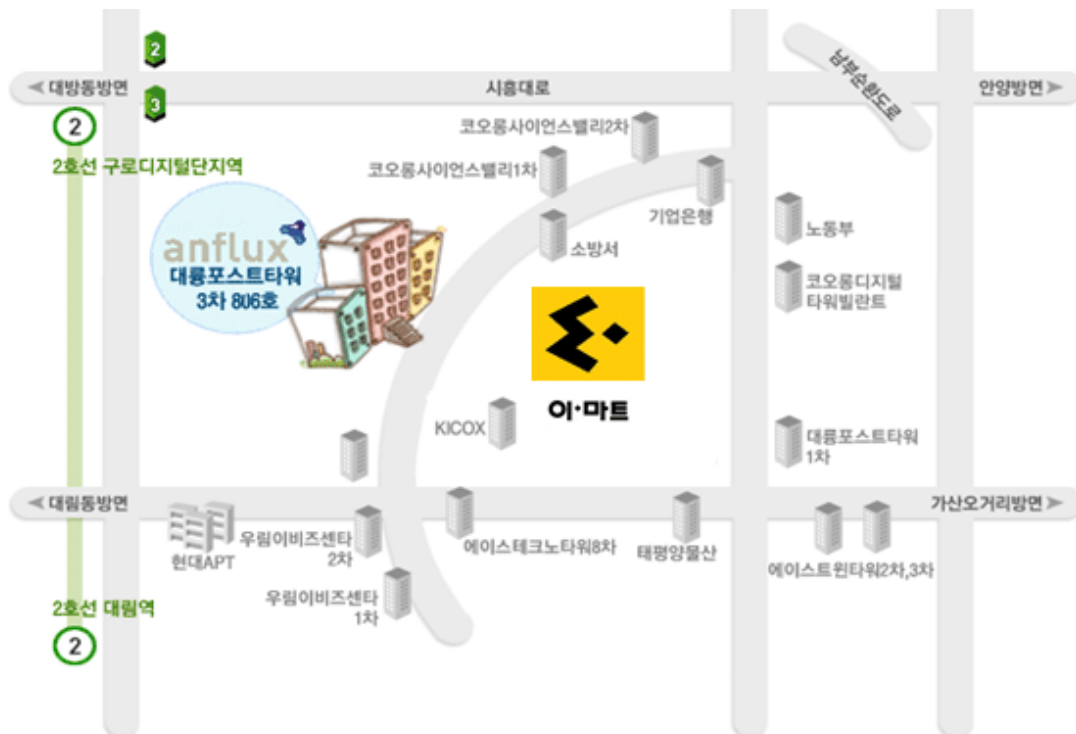 2
3
남부순환도로
대방동방면
시흥대로
안양방면
2
2호선 구로디지털단지역
코오롱사이언스밸리2차
코오롱사이언스밸리1차
기업은행
소방서
노동부
코오롱디지털
타워빌란트
anflux
대륭포스트타워
3차 806호
이·마트
KICOX
대륭포스트타워
1차
대림동방면
가산오거리방면
현대APT
우림이비즈센타
2차
에이스테크노타워8차
태평양물산
에이스트윈타워2차,3차
우림이비즈센타
1차
2호선 대림역
2